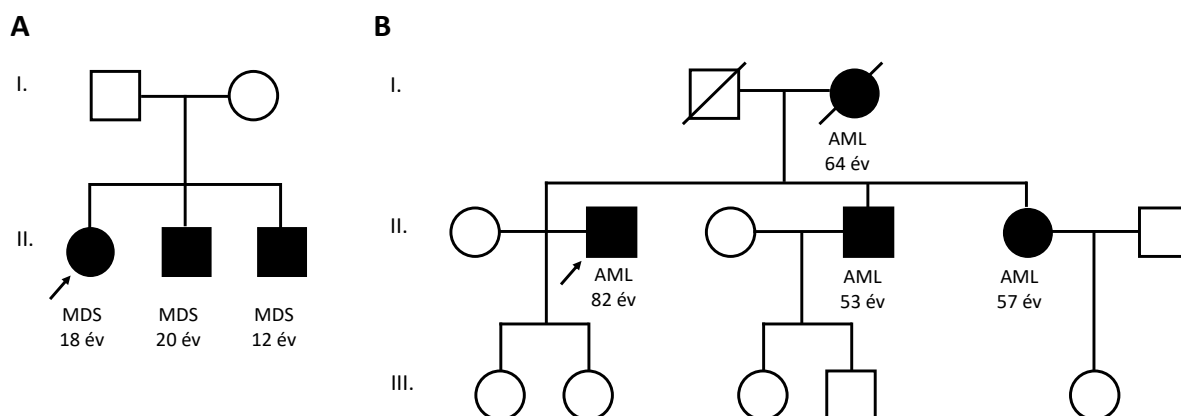 A
I.
II.
MDS
18 év
MDS
20 év
MDS
12 év
B
I.
AML
64 év
II.
AML
82 év
AML
53 év
AML
57 év
III.